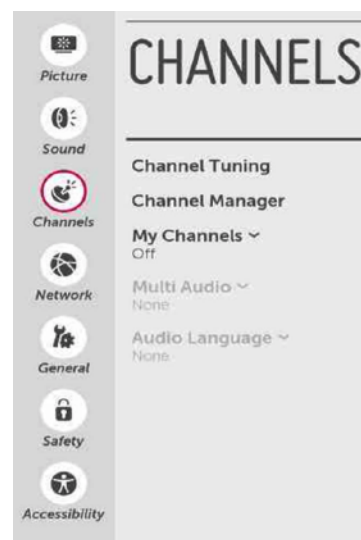 Picture
Sound
Channels
Network
General
Safety
Accessibility
CHANNELS
Channel Tuning
Channel Manager
My Channels
Off
Multi Audio
None
Audio Language
None